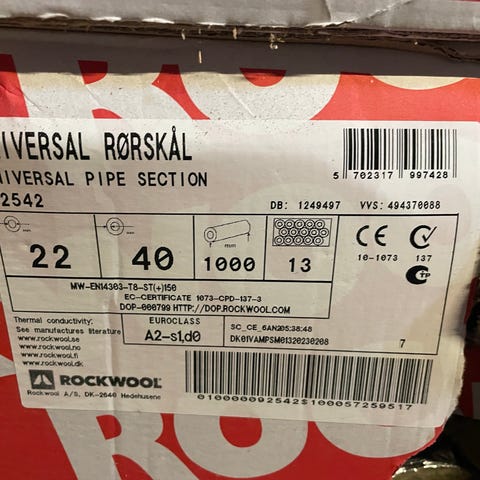 IVERSAL RØRSKÅL
NIVERSAL PIPE SECTION
2542
5 702317 997428
DB: 1249497 VVS: 494370088
22 40 1000 13
mm
10-1073 137
MW-EN14303-T8-ST(+)150
EC-CERTIFICATE 1073-CPD-137-3
DOP-000799 HTTP://DOP.ROCKWOOL.COM
Thermal conductivity:
See manufactures literature
www.rockwool.se
www.rockwool.no
www.rockwool.fi
www.rockwool.dk
EUROCLASS
A2-s1,d0
SC_CE_6AN205:38:48
DK01VAMPSM01320230208
7
ROCKWOOL
Rockwool A/S, DK-2640 Hedehusene
0100000092542S100057259517